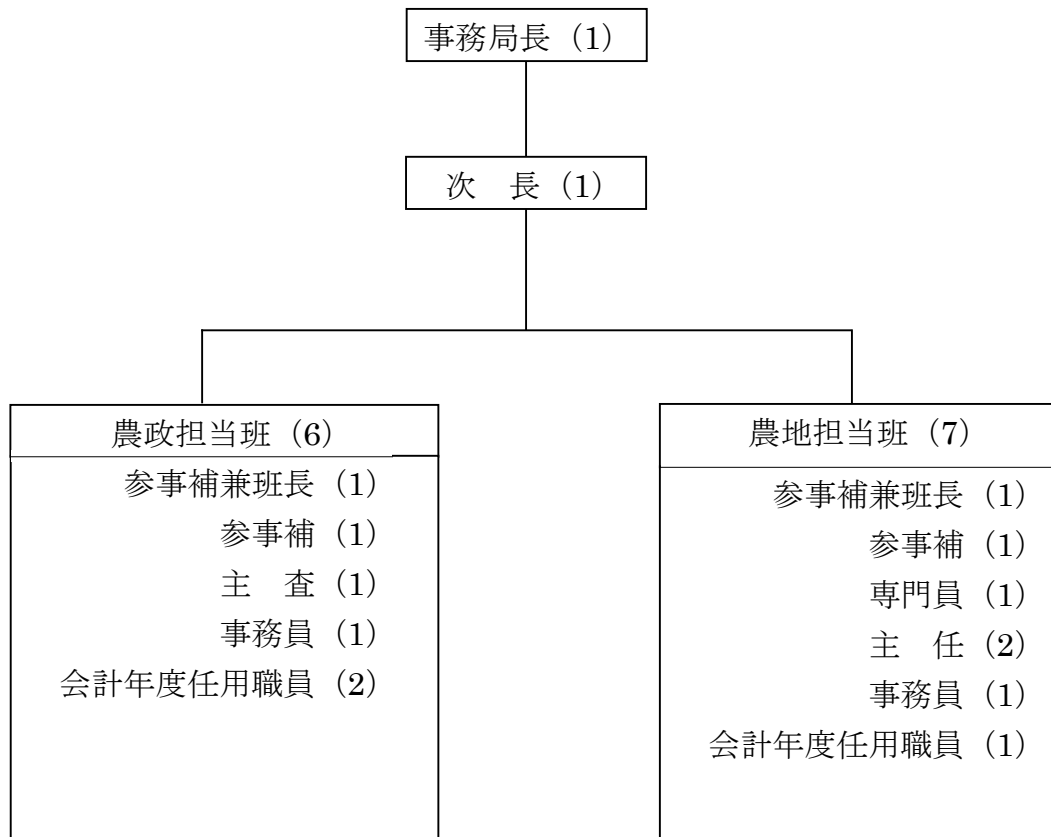 事務局長（1）
次　長（1）
農政担当班（6）
参事補兼班長（1）
参事補（1）
主　査（1）
事務員（1）
会計年度任用職員（2）
農地担当班（7）
参事補兼班長（1）
参事補（1）
専門員（1）
主　任（2）
事務員（1）
会計年度任用職員（1）